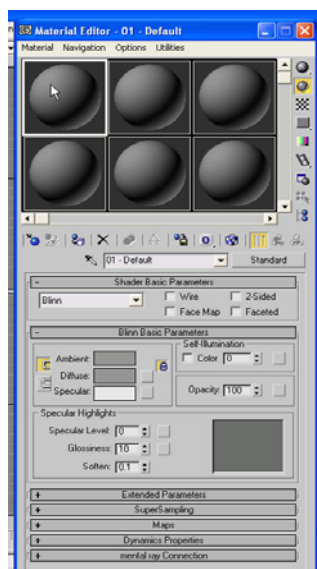 Material Editor - 01 - Default
Material Navigation Options Utilities
01 - Default Standard
- Shader Basic Parameters
Blinn Wire 2-Sided
Face Map Faceted
- Blinn Basic Parameters
Self-Illumination
Ambient: Color 0
Diffuse:
Specular: Opacity: 100
Specular Highlights
Specular Level: 0
Glossiness: 10
Soften: 0.1
+ Extended Parameters
+ SuperSampling
+ Maps
+ Dynamics Properties
+ mental ray Connection